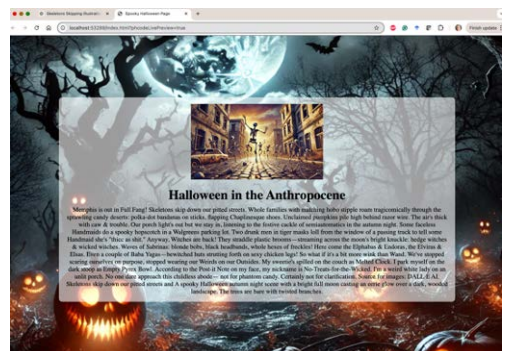 Skeletons Skipping Illustrati
Spooky Halloween Page
Finish update
Halloween in the Anthropocene
Memphis is out in Full Fang! Skeletons skip down our pitted streets. Whole families with matching hobo-stipple roam tragicomically through the
sprawling candy deserts: polka-dot bandanas on sticks, flapping Chaplinesque shoes. Unclaimed pumpkins pile high behind razor wire. The air's thick
with caw & trouble. Our porch light's out but we stay in, listening to the festive cackle of semiautomatics in the autumn night. Some faceless
Handmaids do a spooky hopscotch in a Walgreens parking lot. Two drunk men in tiger masks loll from the window of a passing truck to tell some
Handmaid she's "thicc as shit." Anyway, Witches are back! They straddle plastic brooms—streaming across the moon's bright knuckle: hedge witches
& wicked witches. Waves of Sabrinas: blonde bobs, black headbands, whole boxes of freckles! Here come the Elphabas & Endoras, the Elviras &
Elsas. Even a couple of Baba Yagas—bewitched huts strutting forth on sexy chicken legs! So what if it's a bit more wink than Wand. We've stopped
scaring ourselves on purpose, stopped wearing our Words on our Outsides. My sweetie's spilled on the couch as Melted Clock. I park myself on the
dark stoop as Empty Pyrex Bowl. According to the Post-it Note on my face, my nickname is No-Treats-for-the-Wicked. I'm a weird white lady on an
unlit porch. No one dare approach this childless abode— not for phantom candy. Certainly not for clarification. Source for images: DALL·E AI.
Skeletons skip down our pitted streets and A spooky Halloween Autumn night scene with a bright full moon casting an eerie glow over a dark, wooded
landscape. The trees are bare with twisted branches.